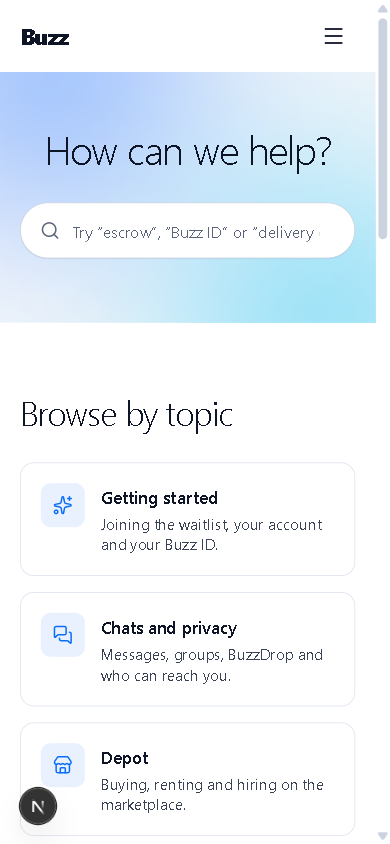 Buzz
How can we help?
Try "escrow", "Buzz ID" or "delivery
Browse by topic
Getting started
Joining the waitlist, your account
and your Buzz ID.
Chats and privacy
Messages, groups, BuzzDrop and
who can reach you.
Depot
Buying, renting and hiring on the
marketplace.
N